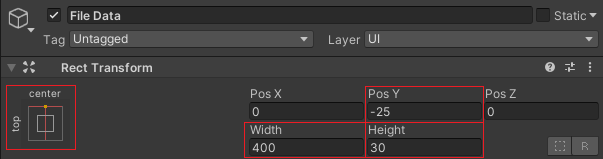 File Data Static
Tag Untagged Layer UI
Rect Transform
center
top
Pos X Pos Y Pos Z
0 -25 0
Width Height
400 30
R